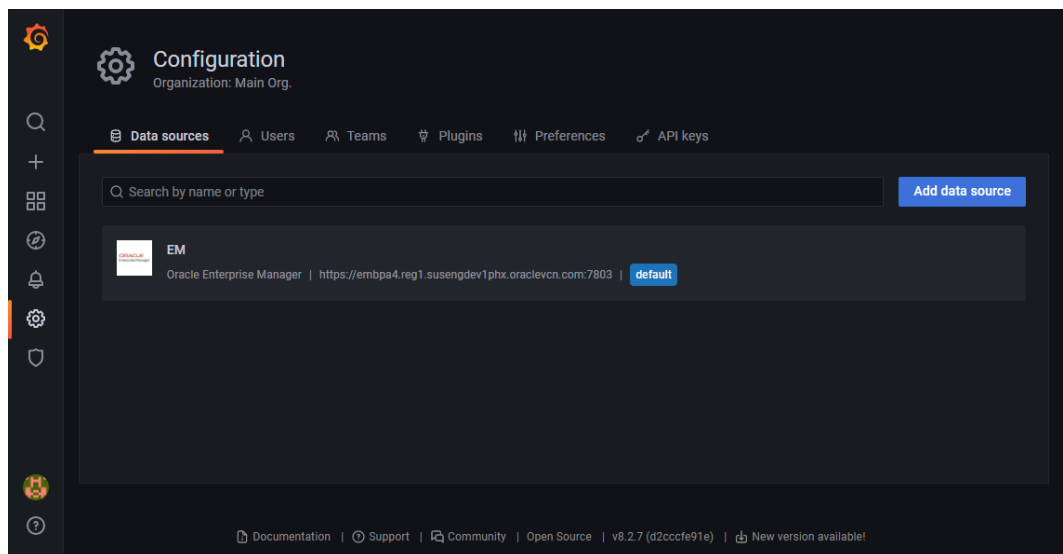 Configuration
Organization: Main Org.
Data sources
Users
Teams
Plugins
Preferences
API keys
Search by name or type
Add data source
ORACLE
EM
Oracle Enterprise Manager | https://embpa4.reg1.susengdev1phx.oraclevcn.com:7803 | default
Documentation | Support | Community | Open Source | v8.2.7 (d2cccfe91e) | New version available!